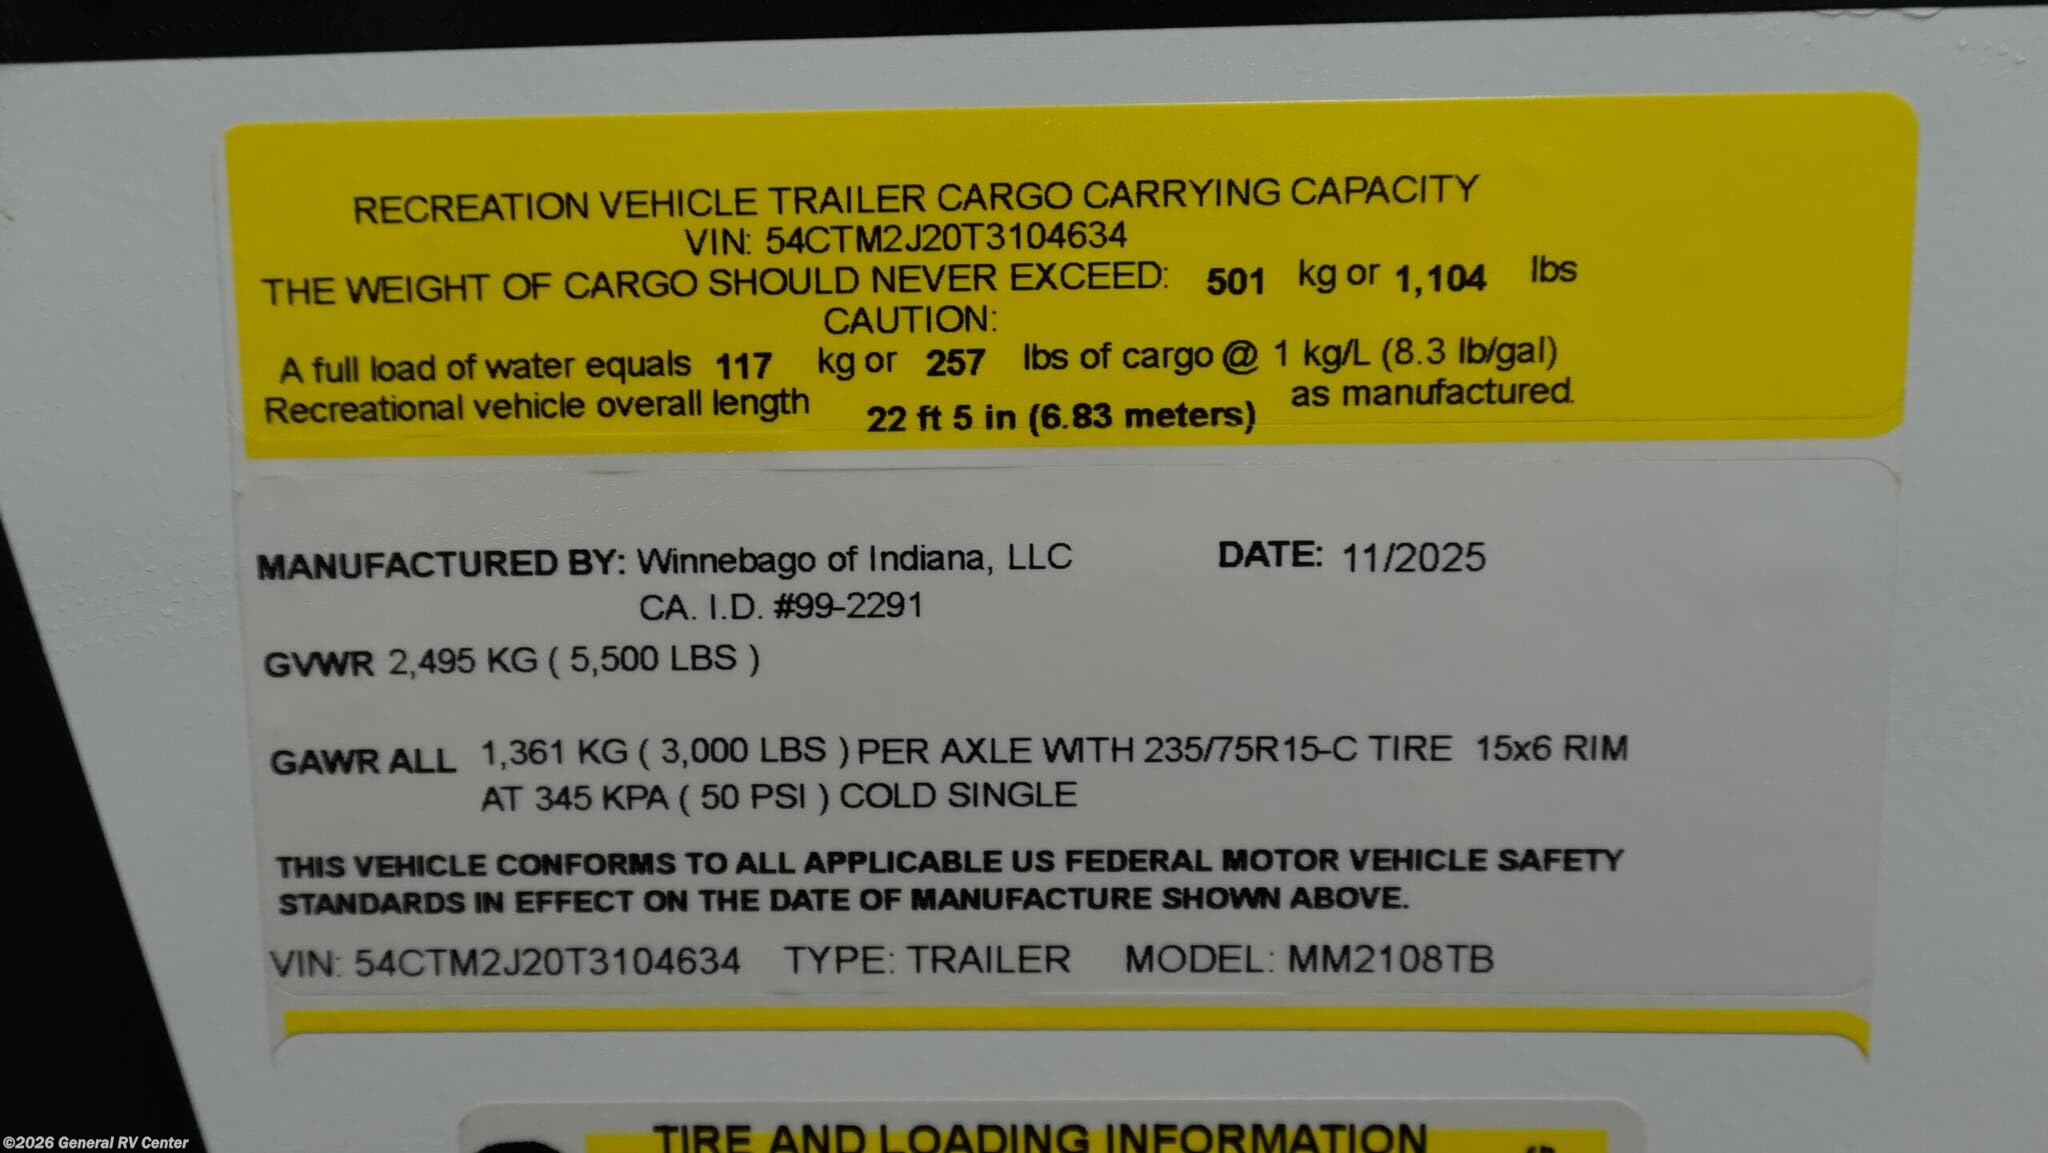 RECREATION VEHICLE TRAILER CARGO CARRYING CAPACITY
VIN: 54CTM2J20T3104634
THE WEIGHT OF CARGO SHOULD NEVER EXCEED: 501 kg or 1,104 lbs
CAUTION:
A full load of water equals 117 kg or 257 lbs of cargo @ 1 kg/L (8.3 lb/gal)
Recreational vehicle overall length 22 ft 5 in (6.83 meters) as manufactured.
MANUFACTURED BY: Winnebago of Indiana, LLC DATE: 11/2025
CA. I.D. #99-2291
GVWR 2,495 KG ( 5,500 LBS )
GAWR ALL 1,361 KG ( 3,000 LBS ) PER AXLE WITH 235/75R15-C TIRE 15x6 RIM
AT 345 KPA ( 50 PSI ) COLD SINGLE
THIS VEHICLE CONFORMS TO ALL APPLICABLE US FEDERAL MOTOR VEHICLE SAFETY
STANDARDS IN EFFECT ON THE DATE OF MANUFACTURE SHOWN ABOVE.
VIN: 54CTM2J20T3104634 TYPE: TRAILER MODEL: MM2108TB
TIRE AND LOADING INFORMATION
©2026 General RV Center